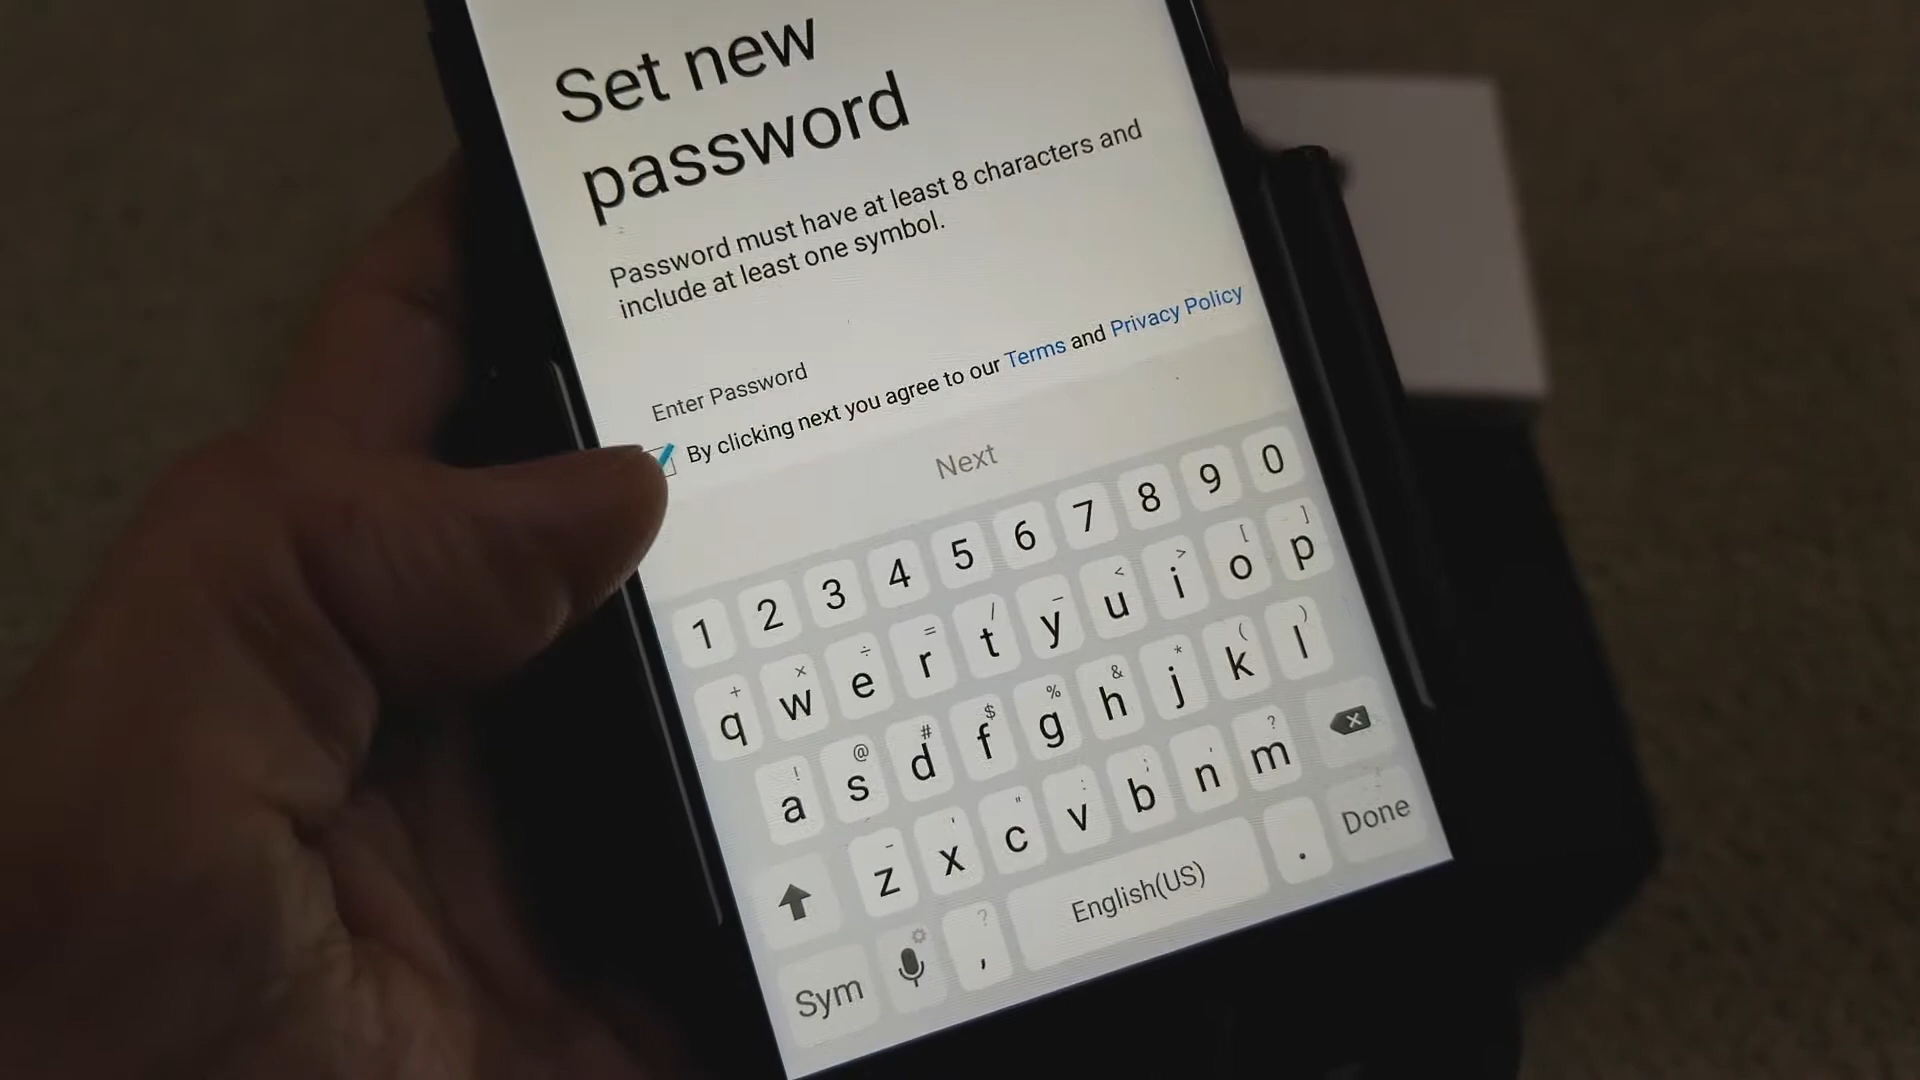 Set new
password
Password must have at least 8 characters and
include at least one symbol.
Enter Password
By clicking next you agree to our Terms and Privacy Policy
Next
1 2 3 4 5 6 7 8 9 0
+ × ÷ = / _ < > [ ]
q w e r t y u i o p
! @ # $ % & * ( )
a s d f g h j k l
- ' " : ; ' ?
z x c v b n m
?
Sym , English(US) . Done